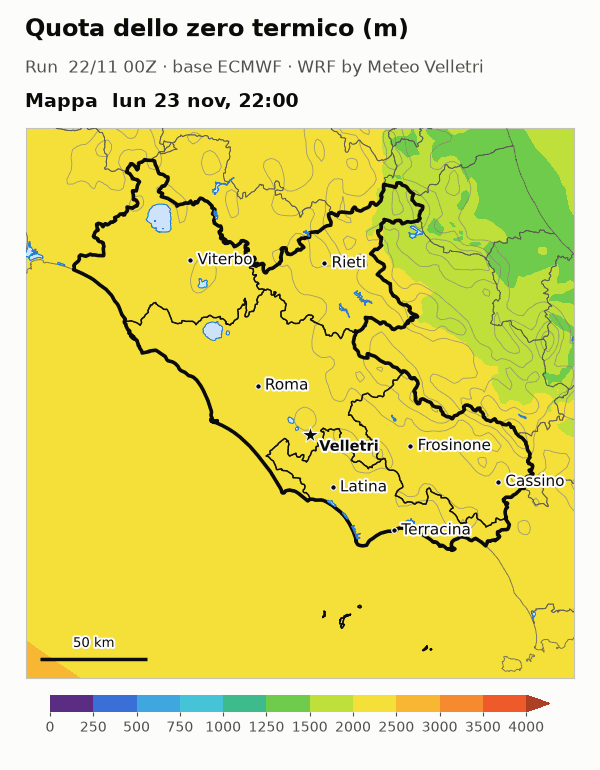 Quota dello zero termico (m)
Run  22/11 00Z · base ECMWF · WRF by Meteo Velletri
Mappa  lun 23 nov, 22:00
Viterbo
Rieti
Roma
Velletri
Frosinone
Cassino
Latina
Terracina
50 km
0 250 500 750 1000 1250 1500 2000 2500 3000 3500 4000